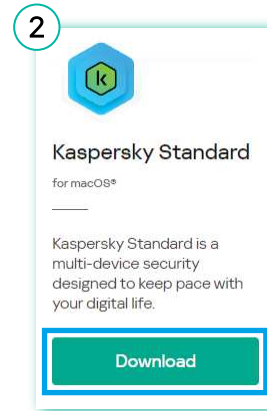 2
Kaspersky Standard
for macOS®
Kaspersky Standard is a
multi-device security
designed to keep pace with
your digital life.
Download